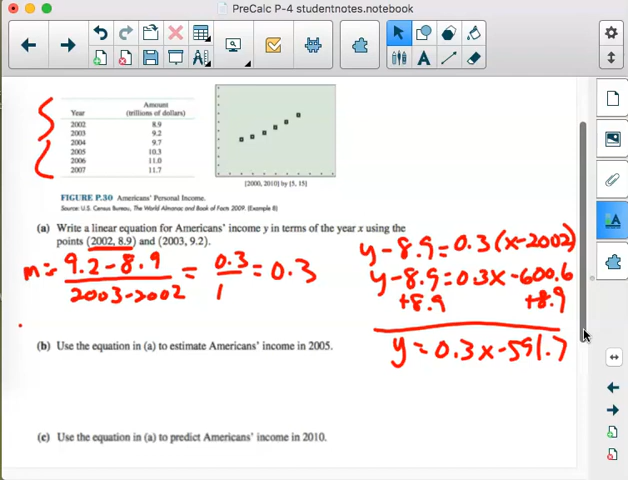 PreCalc P-4 studentnotes.notebook
Amount
Year (trillions of dollars)
2002 8.9
2003 9.2
2004 9.7
2005 10.3
2006 11.0
2007 11.7
[2000, 2010] by [5, 15]
FIGURE P.30 Americans' Personal Income.
Source: U.S. Census Bureau, The World Almanac and Book of Facts 2009. (Example 8)
(a) Write a linear equation for Americans' income y in terms of the year x using the
points (2002, 8.9) and (2003, 9.2).
m = 9.2-8.9 / 2003-2002 = 0.3 / 1 = 0.3
y-8.9=0.3(x-2002)
y-8.9=0.3x-600.6
+8.9 +8.9
y=0.3x-591.7
(b) Use the equation in (a) to estimate Americans' income in 2005.
(c) Use the equation in (a) to predict Americans' income in 2010.